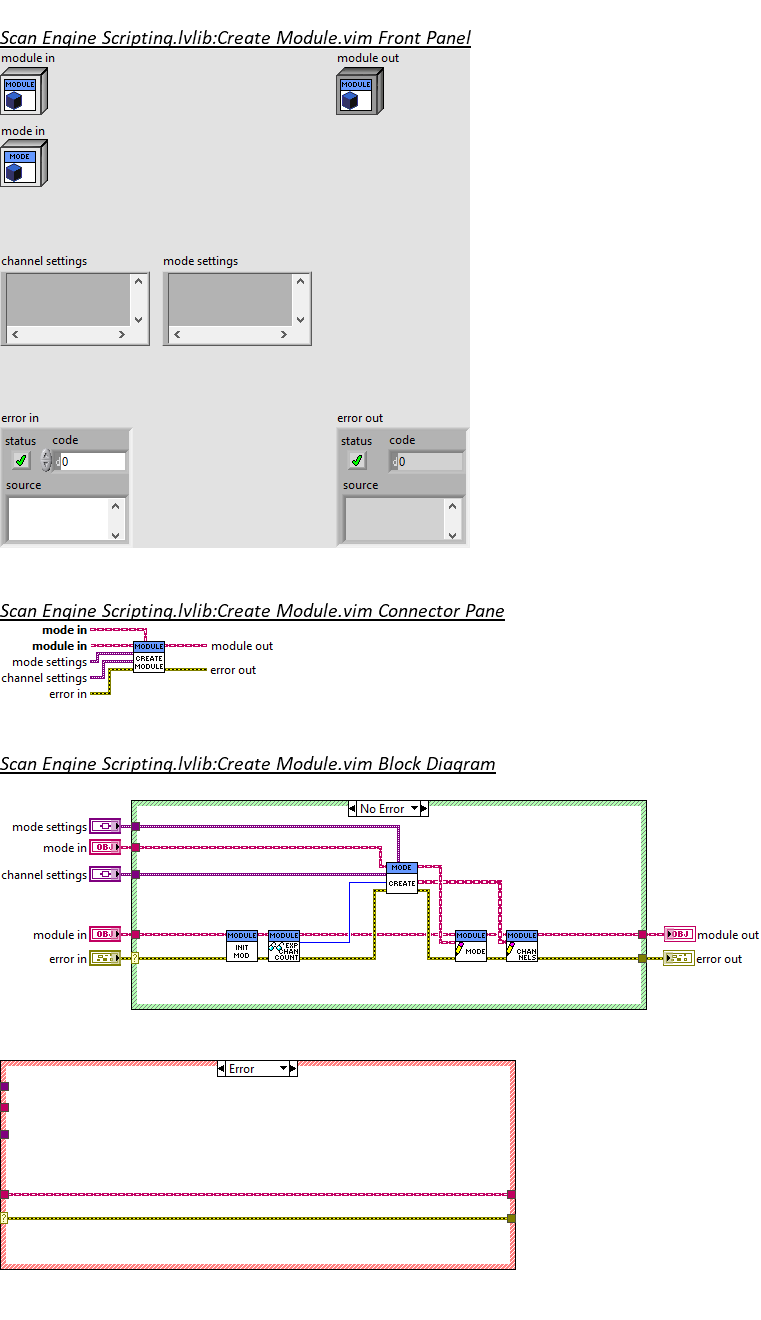 Scan Engine Scripting.lvlib:Create Module.vim Front Panel
module in
module out
MODULE
MODULE
mode in
MODE
channel settings
mode settings
error in
error out
status
code
status
code
0
0
source
source
Scan Engine Scripting.lvlib:Create Module.vim Connector Pane
mode in
module in
MODULE
module out
mode settings
CREATE
MODULE
channel settings
error out
error in
Scan Engine Scripting.lvlib:Create Module.vim Block Diagram
No Error
mode settings
mode in
OBJ
MODE
channel settings
CREATE
module in
OBJ
MODULE
MODULE
MODULE
MODULE
OBJ
module out
INIT
MOD
EXP
CHAN
COUNT
MODE
CHAN
NELS
error in
?
error out
Error
?